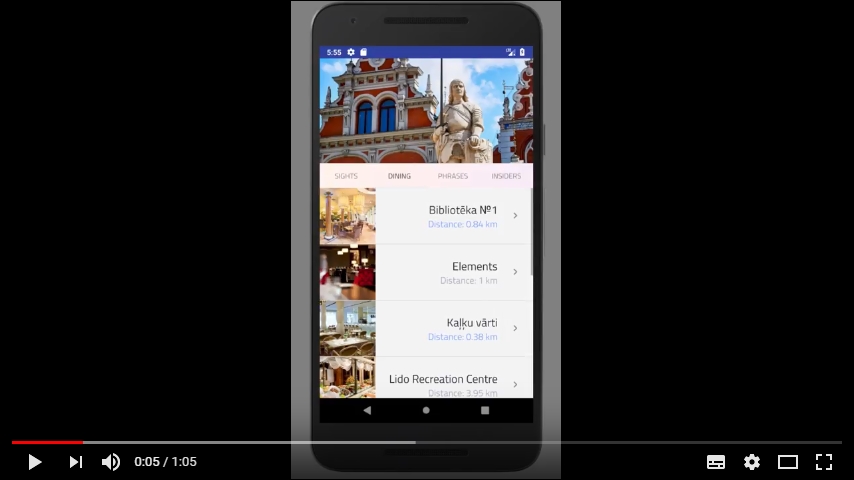 5:55
SIGHTS DINING PHRASES INSIDERS
Bibliotēka №1
Distance: 0.84 km
Elements
Distance: 1 km
Kaļķu vārti
Distance: 0.38 km
Lido Recreation Centre
Distance: 3.95 km
0:05 / 1:05